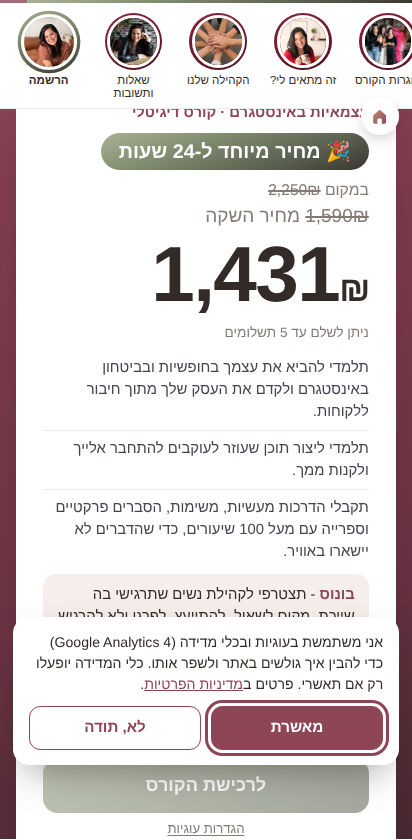 הרשמה
שאלות
ותשובות
הקהילה שלנו
זה מתאים לי?
בוגרות הקורס
עצמאיות באינסטגרם · קורס דיגיטלי
🎉 מחיר מיוחד ל-24 שעות
במקום 2,250₪
1,590₪ מחיר השקה
1,431₪
ניתן לשלם עד 5 תשלומים
תלמדי להביא את עצמך בחופשיות ובביטחון
באינסטגרם ולקדם את העסק שלך מתוך חיבור
ללקוחות.
תלמדי ליצור תוכן שעוזר לעוקבים להתחבר אלייך
ולקנות ממך.
תקבלי הדרכות מעשיות, משימות, הסברים פרקטיים
וספרייה עם מעל 100 שיעורים, כדי שהדברים לא
יישארו באוויר.
בונוס - תצטרפי לקהילת נשים שתרגישי בה
אני משתמשת בעוגיות ובכלי מדידה (Google Analytics 4)
כדי להבין איך גולשים באתר ולשפר אותו. כלי המדיدה יופעלו
רק אם תאשרי. פרטים במדיניות הפרטיות.
מאשרת
לא, תודה
לרכישת הקורס
הגדרות עוגיות